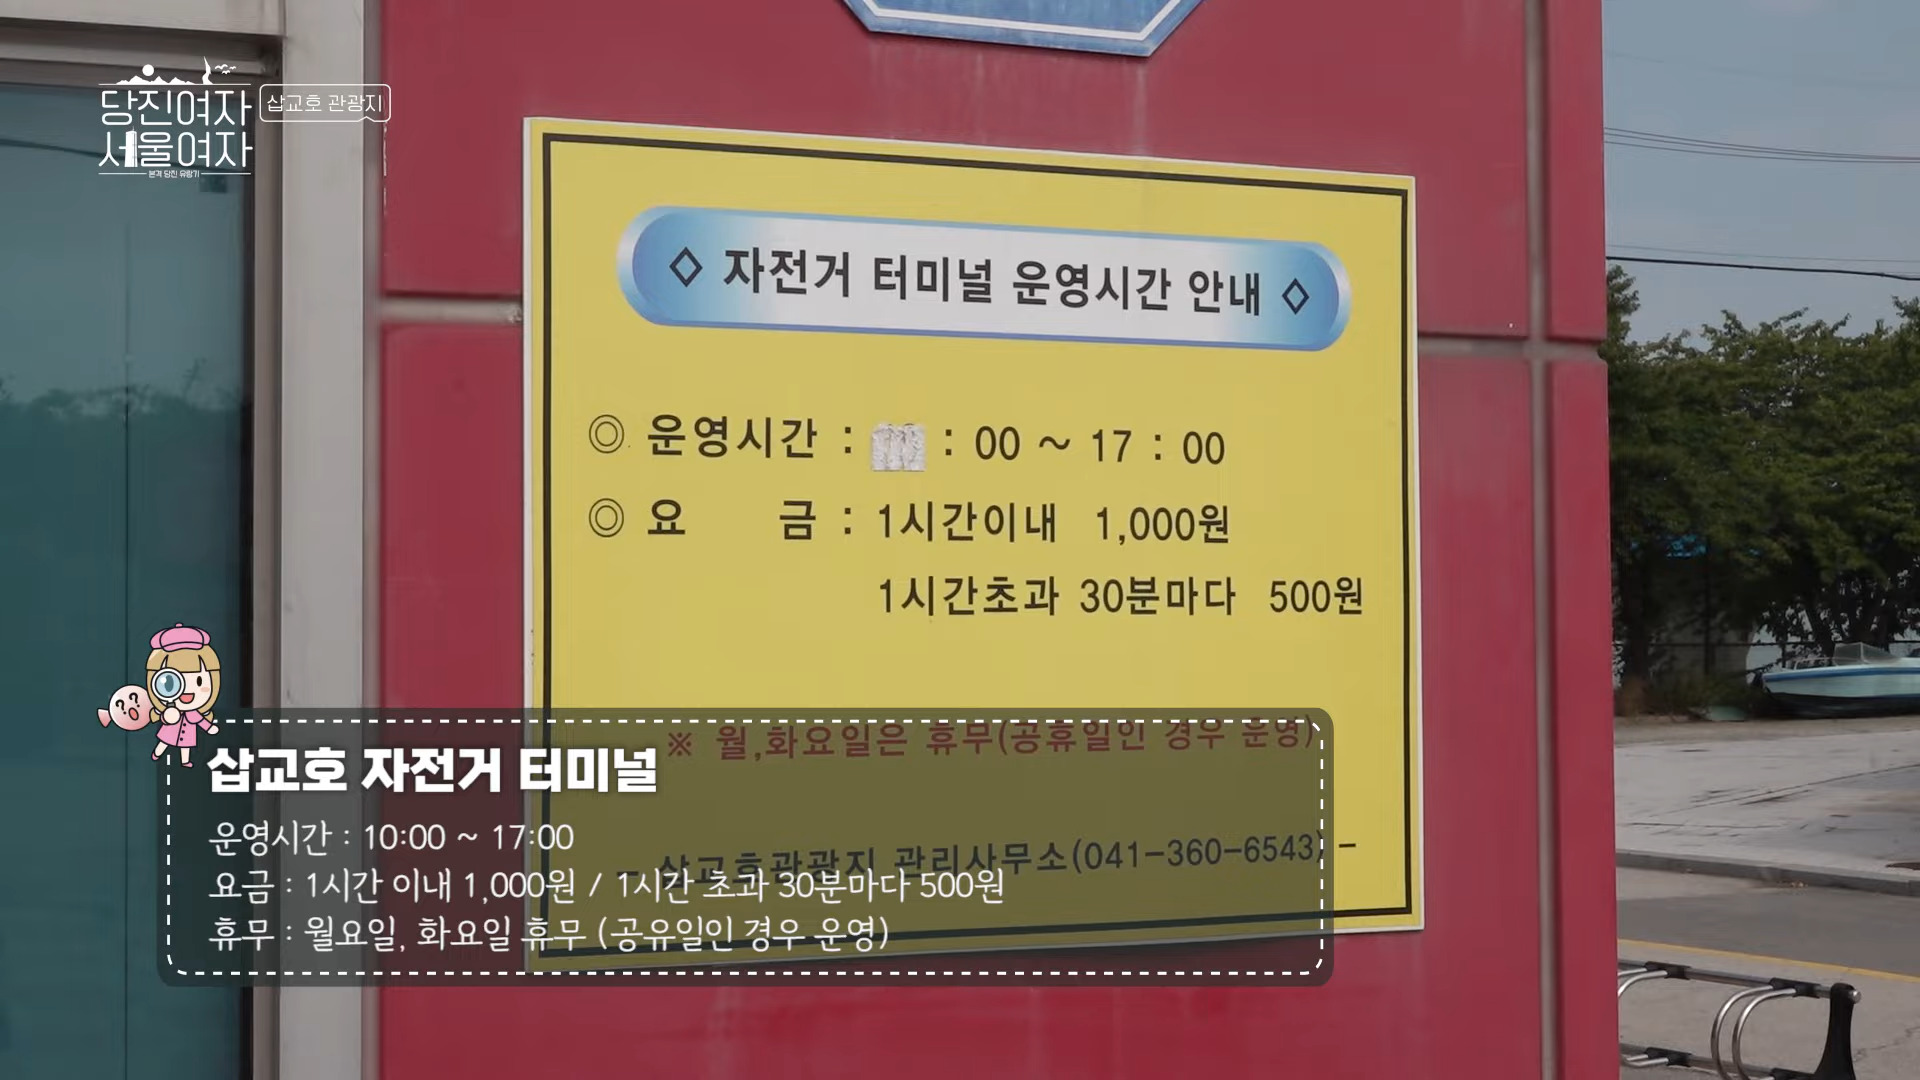 당진여자
서울여자
본격 당진 유람기
삽교호 관광지
◇ 자전거 터미널 운영시간 안내 ◇
◎ 운영시간 : : 00 ~ 17 : 00
◎ 요 금 : 1시간이내 1,000원
1시간초과 30분마다 500원
※ 월,화요일은 휴무(공휴일인 경우 운영)
- 삽교호관광지 관리사무소(041-360-6543) -
삽교호 자전거 터미널
운영시간 : 10:00 ~ 17:00
요금 : 1시간 이내 1,000원 / 1시간 초과 30분마다 500원
휴무 : 월요일, 화요일 휴무 (공유일인 경우 운영)
??